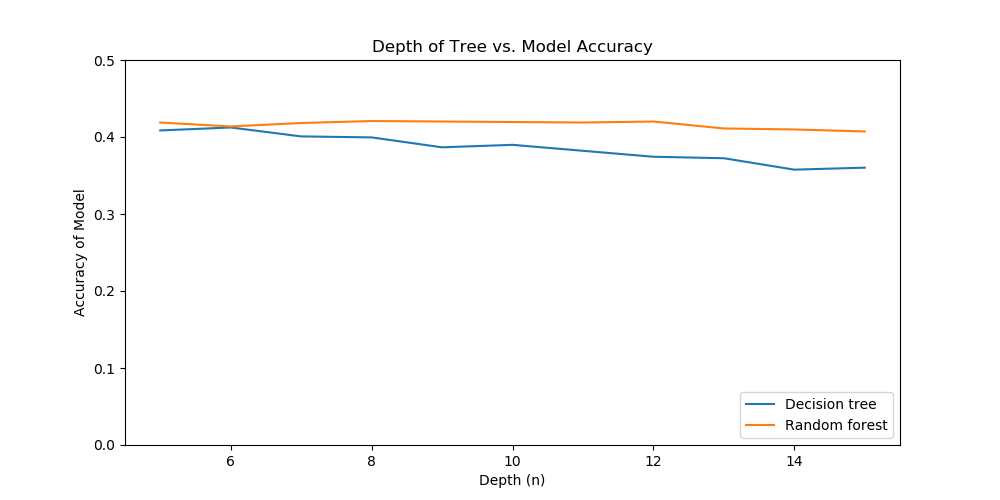 Depth of Tree vs. Model Accuracy
0.5
0.4
0.3
0.2
0.1
0.0
Accuracy of Model
6 8 10 12 14
Depth (n)
Decision tree
Random forest